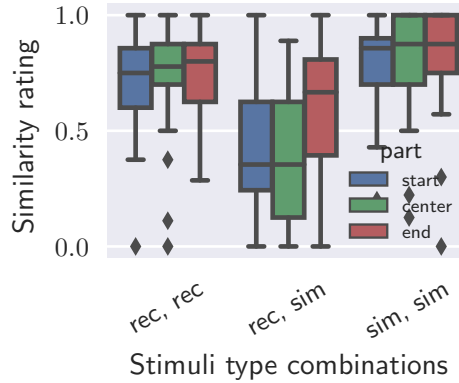 Similarity rating
1.0
0.5
0.0
part
start
center
end
rec, rec
rec, sim
sim, sim
Stimuli type combinations